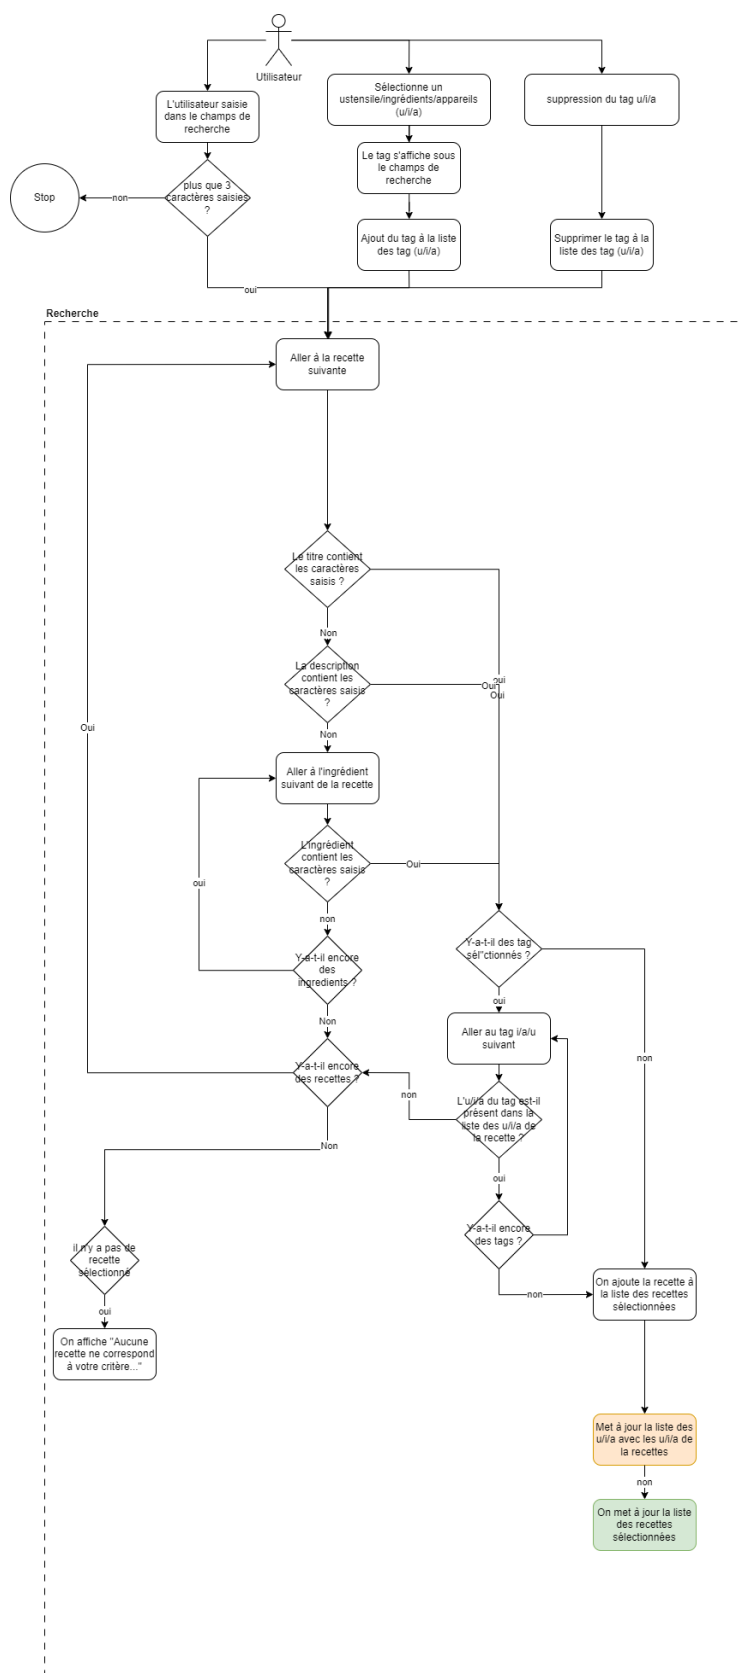 Utilisateur
L'utilisateur saisie
dans le champs de
recherche
Sélectionne un
ustensile/ingrédients/appareils
(u/i/a)
suppression du tag u/i/a
Le tag s'affiche sous
le champs de
recherche
plus que 3
caractères saisies
?
non
Stop
Ajout du tag à la liste
des tag (u/i/a)
Supprimer le tag à la
liste des tag (u/i/a)
oui
Recherche
Aller à la recette
suivante
Le titre contient
les caractères
saisis ?
Non
La description
contient les
caractères saisis
?
oui
Oui
Oui
Non
Oui
Aller à l'ingrédient
suivant de la recette
L'ingrédient
contient les
caractères saisis
?
Oui
oui
non
Y-a-t-il des tag
sél"ctionnés ?
Y-a-t-il encore
des
ingredients ?
oui
Non
Aller au tag i/a/u
suivant
non
Y-a-t-il encore
des recettes ?
non
L'u/i/a du tag est-il
présent dans la
liste des u/i/a de
la recette ?
Non
oui
Y-a-t-il encore
des tags ?
il n'y a pas de
recette
sélectionné
non
On ajoute la recette à
la liste des recettes
sélectionnées
oui
On affiche "Aucune
recette ne correspond
à votre critère..."
Met à jour la liste des
u/i/a avec les u/i/a de
la recettes
non
On met à jour la liste
des recettes
sélectionnées